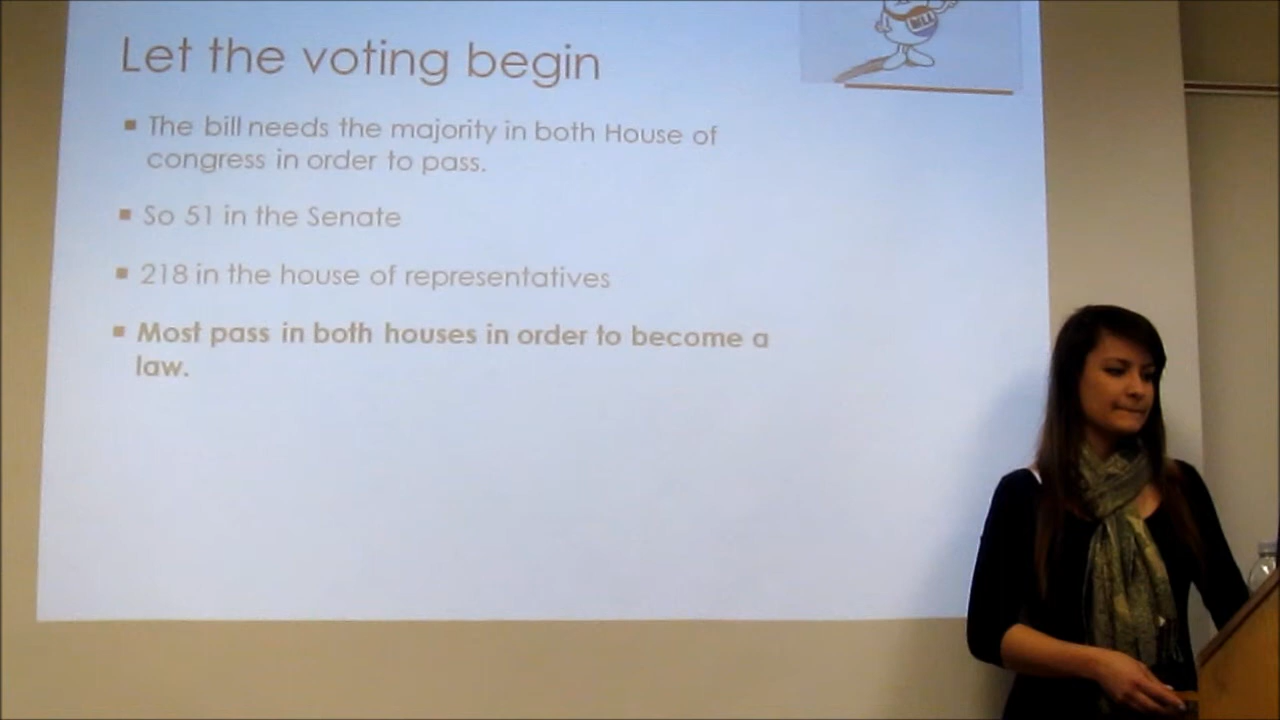 Let the voting begin
▪ The bill needs the majority in both House of
congress in order to pass.
▪ So 51 in the Senate
▪ 218 in the house of representatives
▪ Most pass in both houses in order to become a
law.